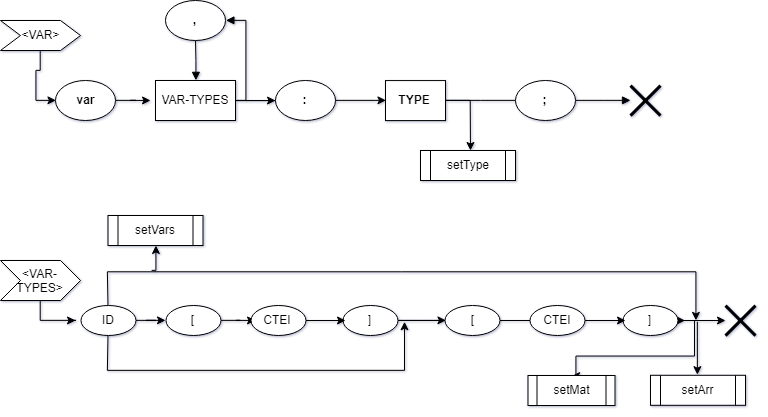 ,
<VAR>
var
VAR-TYPES
:
TYPE
;
setType
setVars
<VAR-
TYPES>
ID
[
CTEI
]
[
CTEI
]
setMat
setArr